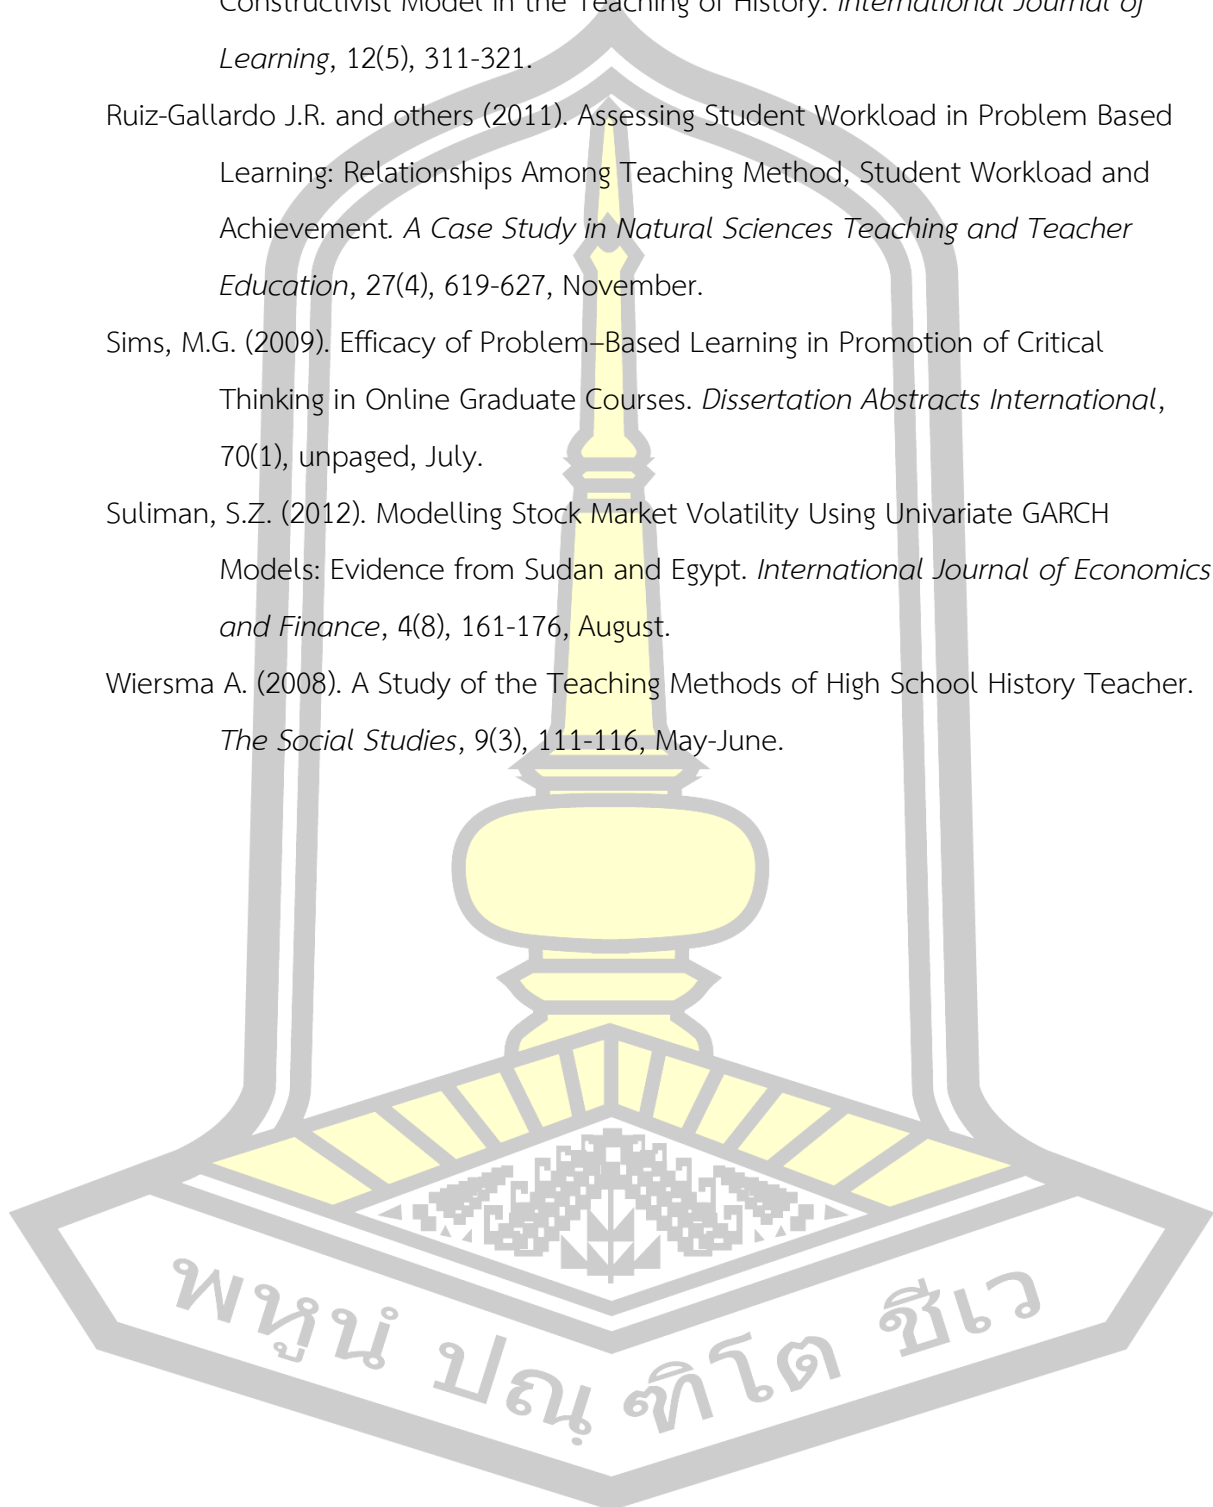 Constructivist Model in the Teaching of History. International Journal of
Learning, 12(5), 311-321.
Ruiz-Gallardo J.R. and others (2011). Assessing Student Workload in Problem Based
Learning: Relationships Among Teaching Method, Student Workload and
Achievement. A Case Study in Natural Sciences Teaching and Teacher
Education, 27(4), 619-627, November.
Sims, M.G. (2009). Efficacy of Problem–Based Learning in Promotion of Critical
Thinking in Online Graduate Courses. Dissertation Abstracts International,
70(1), unpaged, July.
Suliman, S.Z. (2012). Modelling Stock Market Volatility Using Univariate GARCH
Models: Evidence from Sudan and Egypt. International Journal of Economics
and Finance, 4(8), 161-176, August.
Wiersma A. (2008). A Study of the Teaching Methods of High School History Teacher.
The Social Studies, 9(3), 111-116, May-June.
พหูนํ ปณฺฑิโต ชีเว